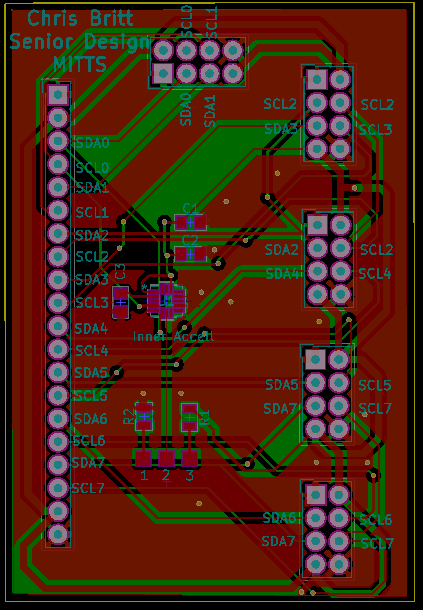 Chris Britt
Senior Design
MITTS
SCL0
SCL1
SDA0
SDA1
SDA0
SCL0
SDA1
SCL1
SDA2
SCL2
SDA3
SCL3
SDA4
SCL4
SDA5
SCL5
SDA6
SCL6
SDA7
SCL7
SCL2
SDA3
SCL2
SCL3
C1
C2
C3
SDA2
SDA4
SCL2
SCL4
Inner Accell
SDA5
SDA7
SCL5
SCL7
R2
R1
1
2
3
SDA6
SDA7
SCL6
SCL7